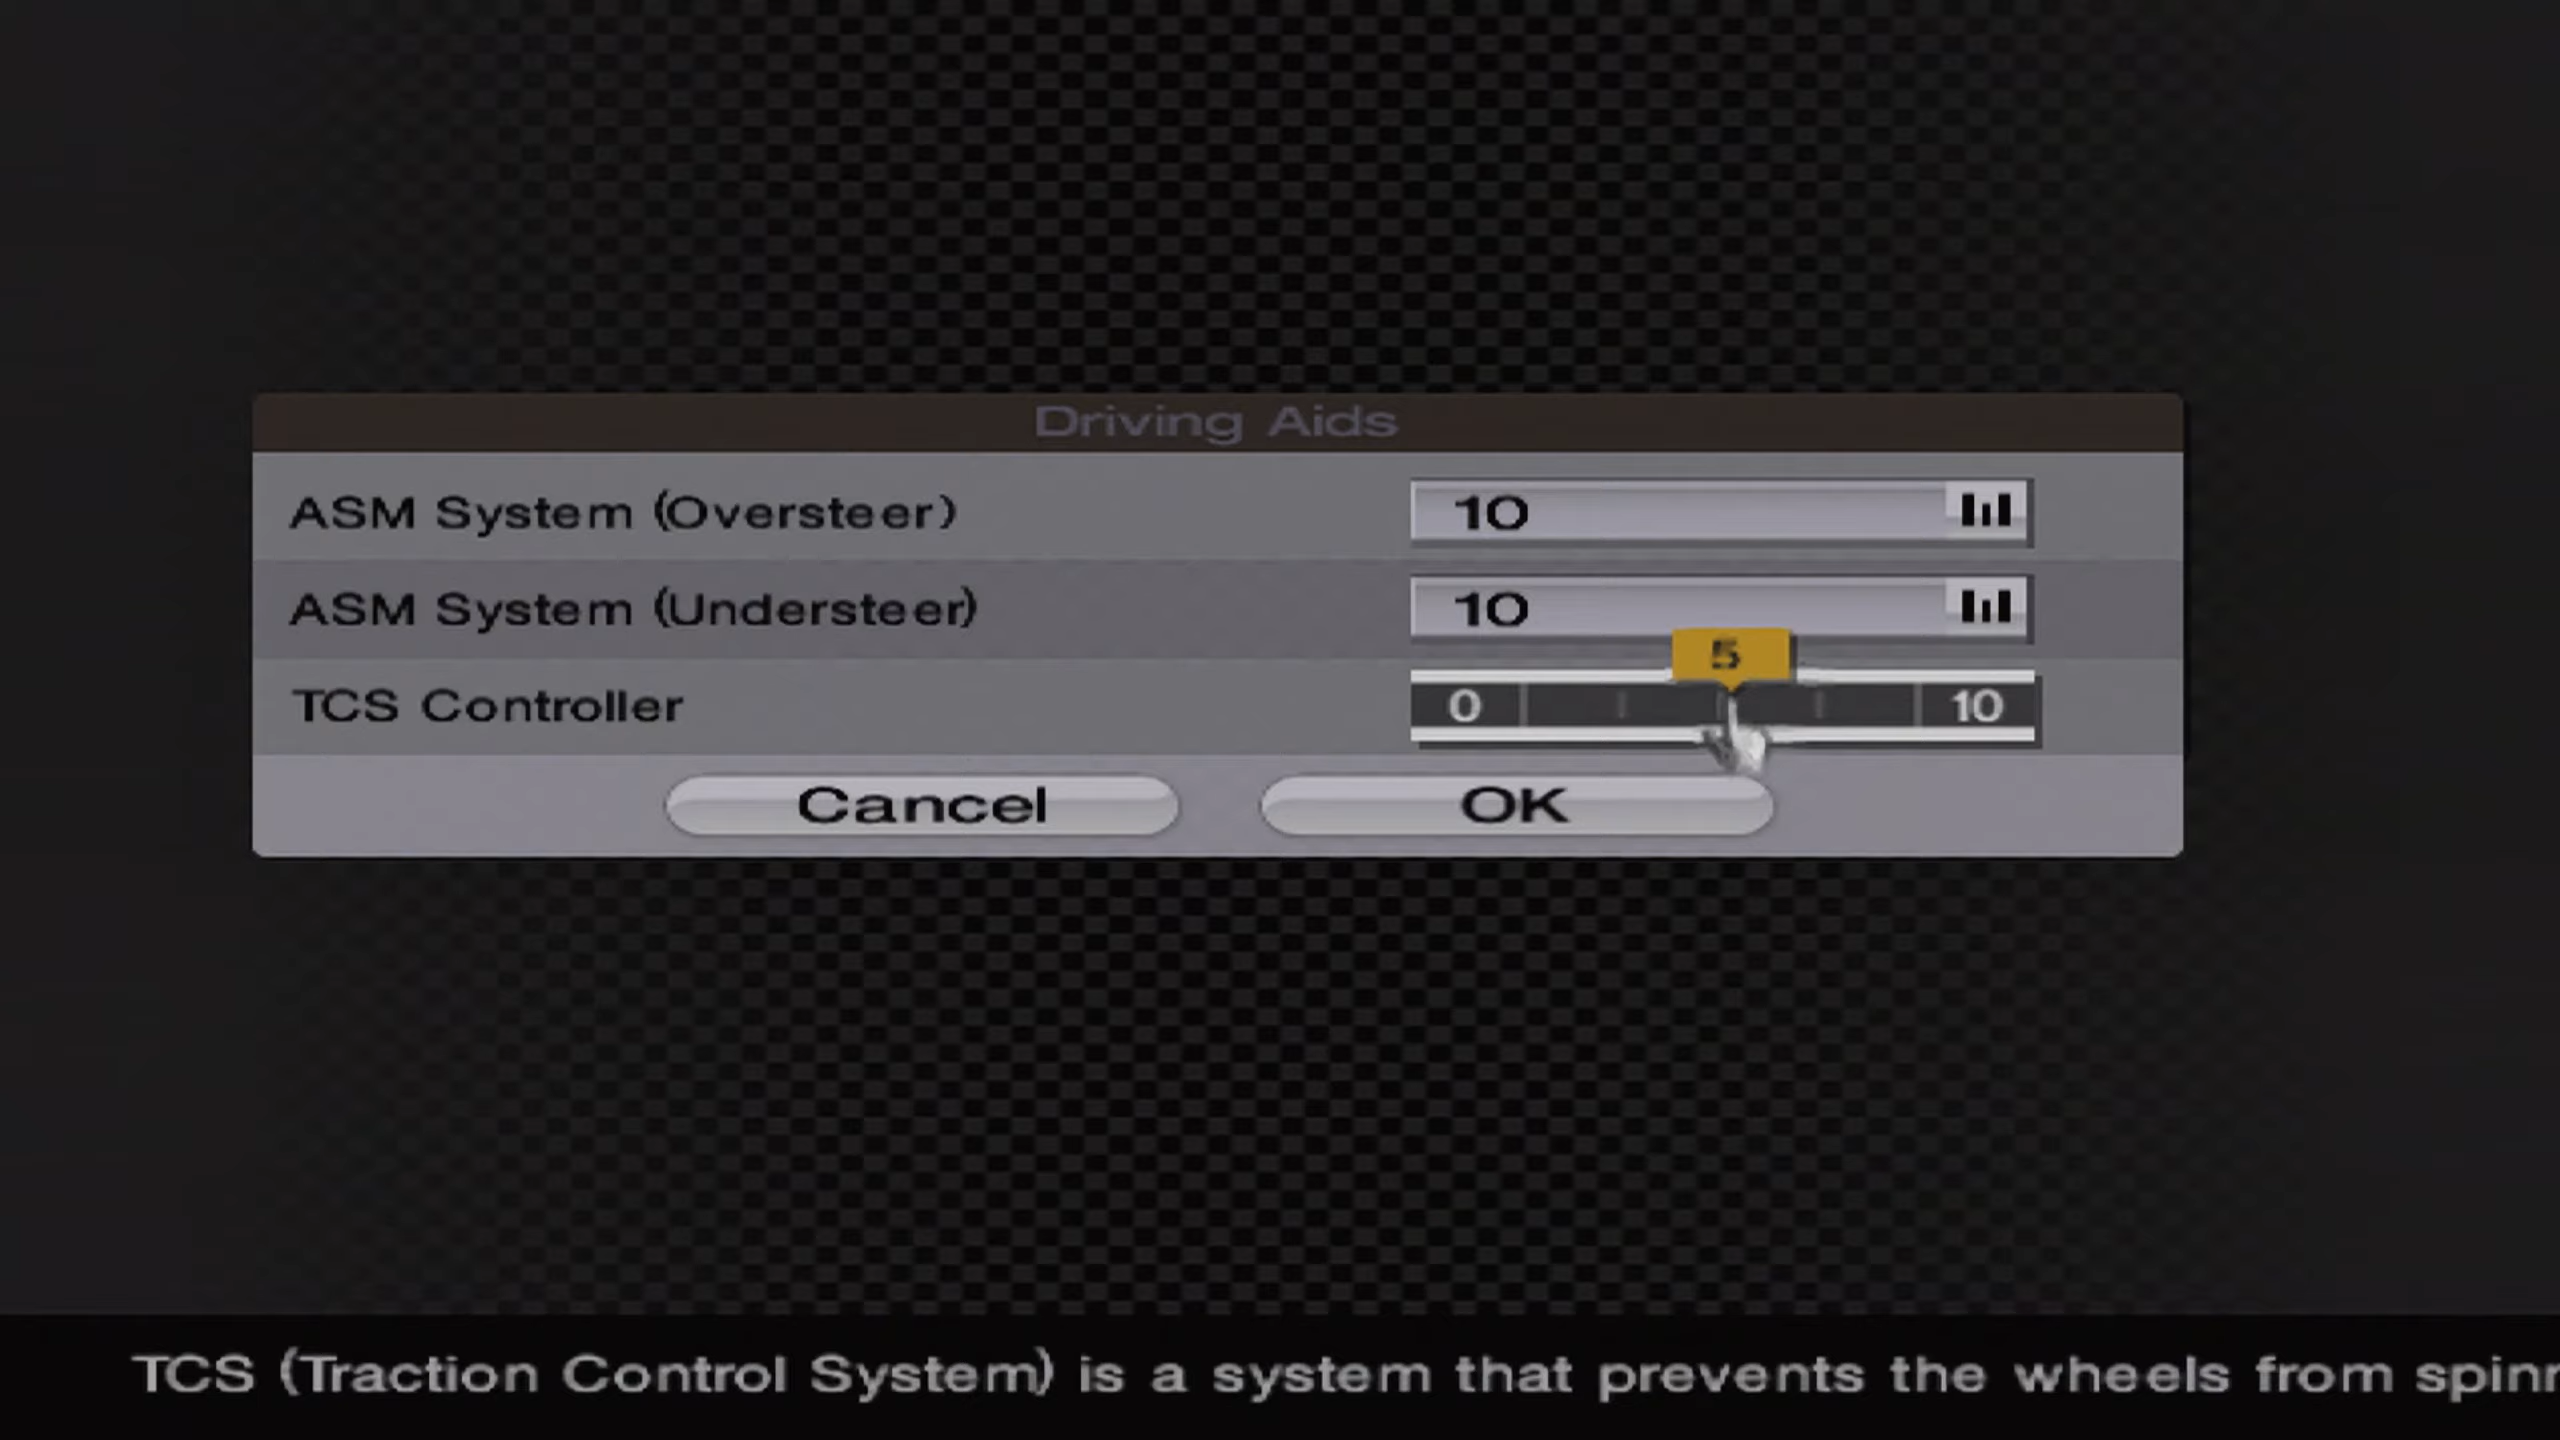 Driving Aids
ASM System (Oversteer) 10
ASM System (Understeer) 10
5
TCS Controller 0 10
Cancel OK
TCS (Traction Control System) is a system that prevents the wheels from spin